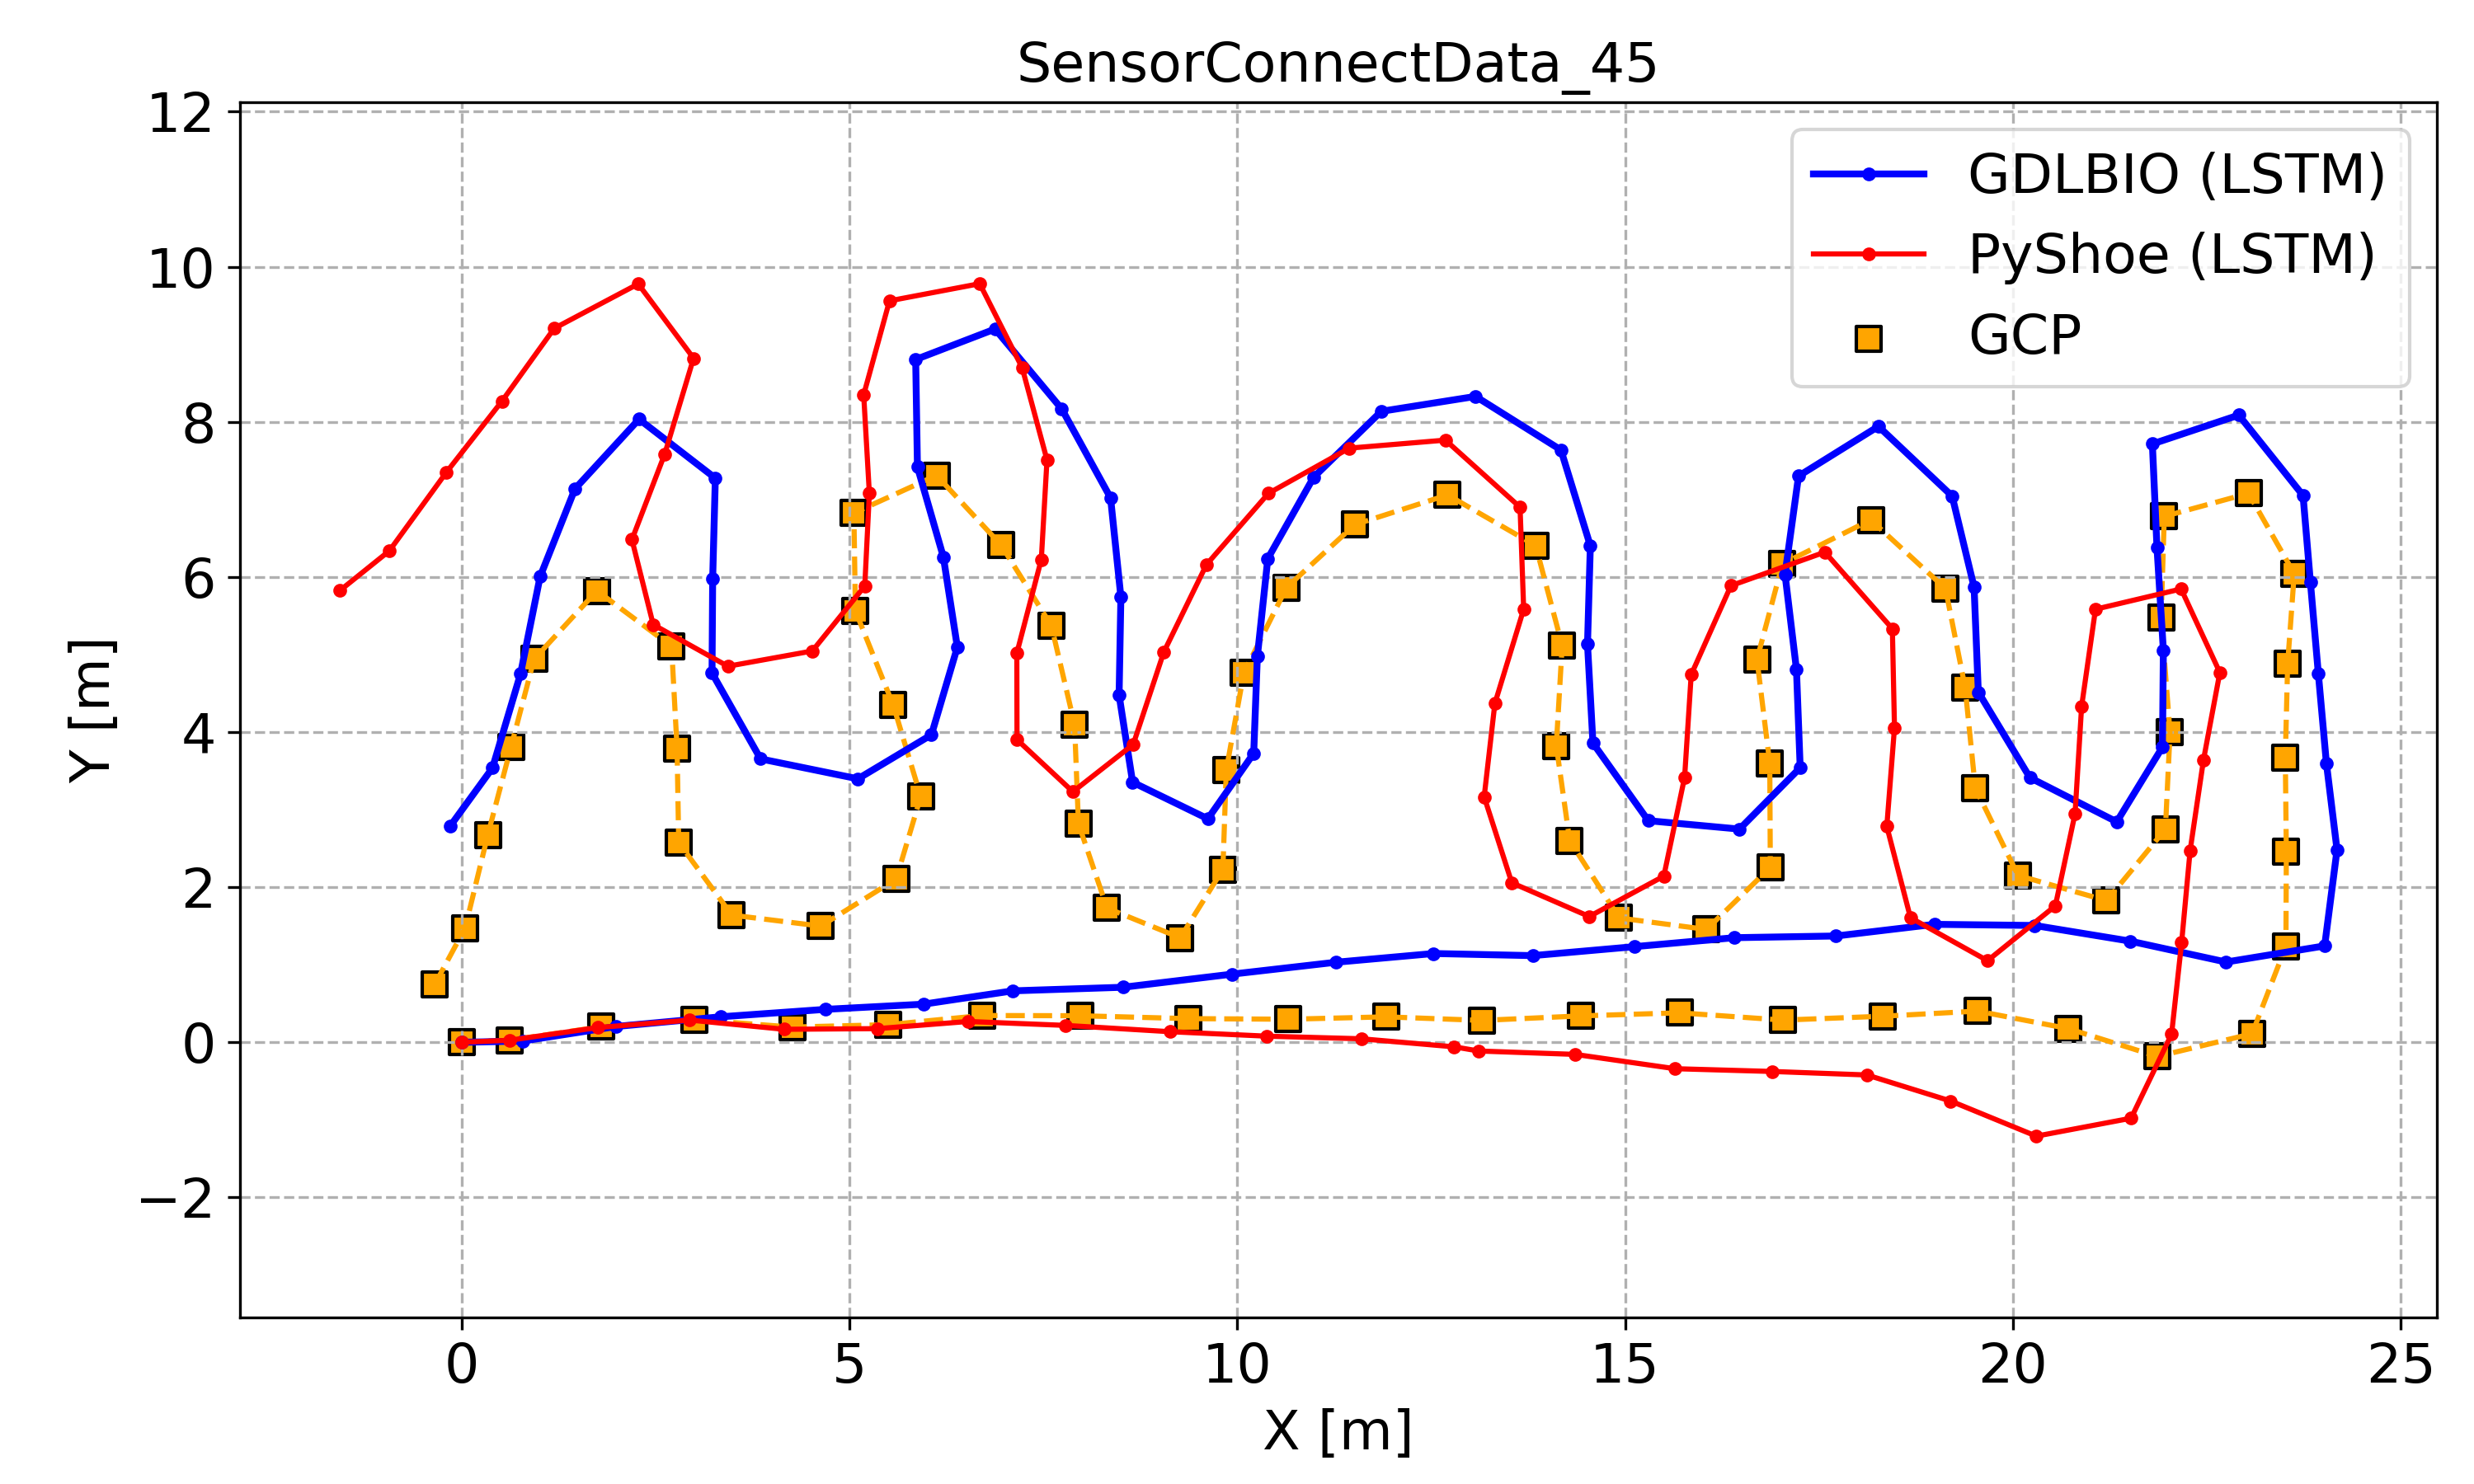 SensorConnectData_45
12
10
8
6
4
2
0
−2
Y [m]
GDLBIO (LSTM)
PyShoe (LSTM)
GCP
0 5 10 15 20 25
X [m]